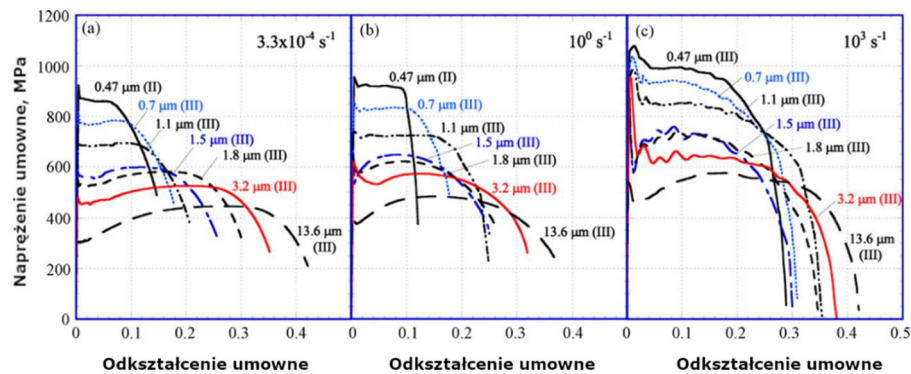 Naprężenie umowne, MPa
1200
1000
800
600
400
200
0
(a)
3.3x10⁻⁴ s⁻¹
0.47 µm (II)
0.7 µm (III)
1.1 µm (III)
1.5 µm (III)
1.8 µm (III)
3.2 µm (III)
13.6 µm
(III)
0 0.1 0.2 0.3 0.4
Odkształcenie umowne
(b)
10⁰ s⁻¹
0.47 µm (II)
0.7 µm (III)
1.1 µm (III)
1.5 µm (III)
1.8 µm (III)
3.2 µm (III)
13.6 µm (III)
0 0.1 0.2 0.3 0.4
Odkształcenie umowne
(c)
10³ s⁻¹
0.47 µm (III)
0.7 µm (III)
1.1 µm (III)
1.5 µm (III)
1.8 µm (III)
3.2 µm (III)
13.6 µm
(III)
0 0.1 0.2 0.3 0.4 0.5
Odkształcenie umowne